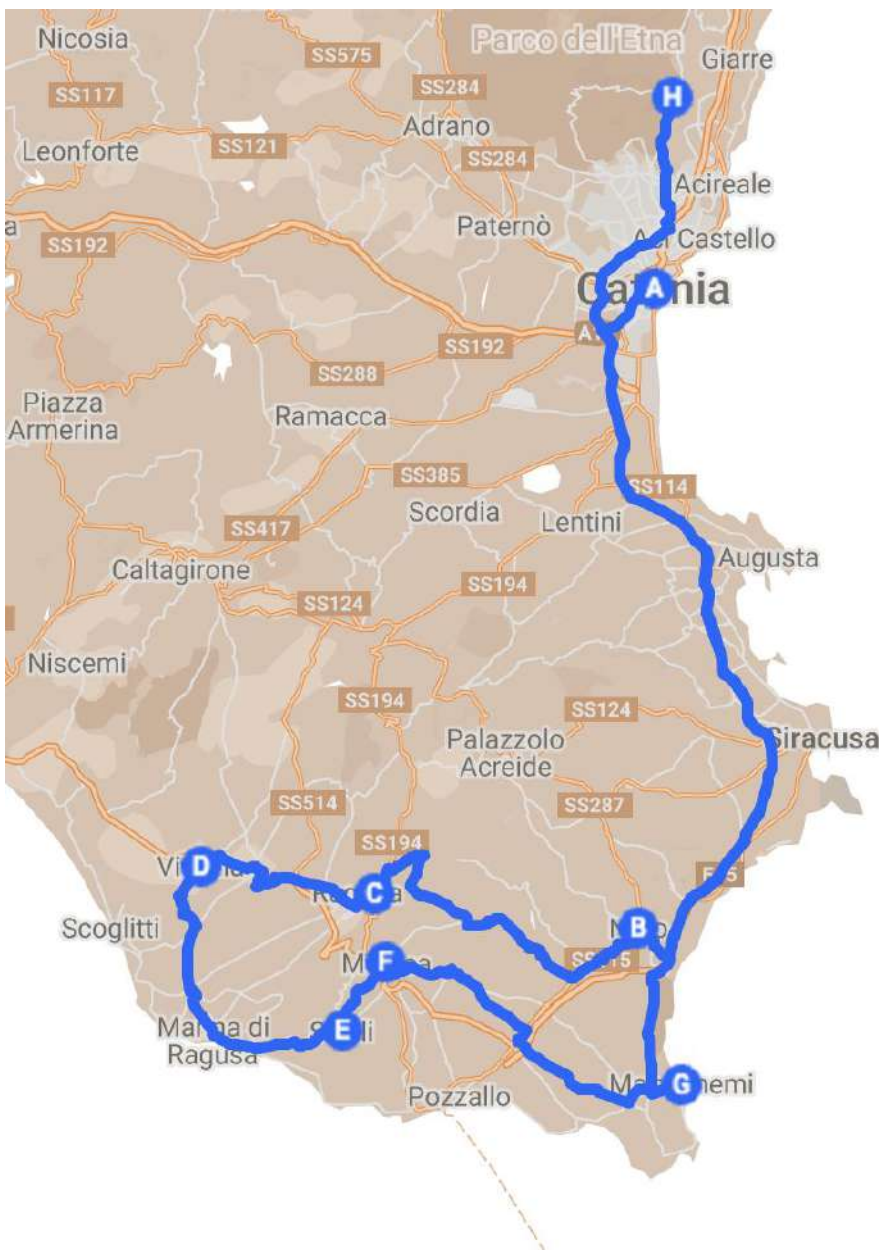 Parco dell'Etna
Nicosia
Giarre
SS575
SS284
SS117
H
Adrano
Leonforte
SS121
SS284
Acireale
Paternò
SS192
A
SS192
SS288
Piazza
Armerina
Ramacca
SS385
SS114
Scordia
Lentini
SS417
Augusta
Caltagirone
SS194
SS124
Niscemi
SS194
SS124
Palazzolo
Acreide
Siracusa
SS514
SS287
SS194
D
C
B
Scoglitti
F
E
Marina di
Ragusa
G
Pozzallo